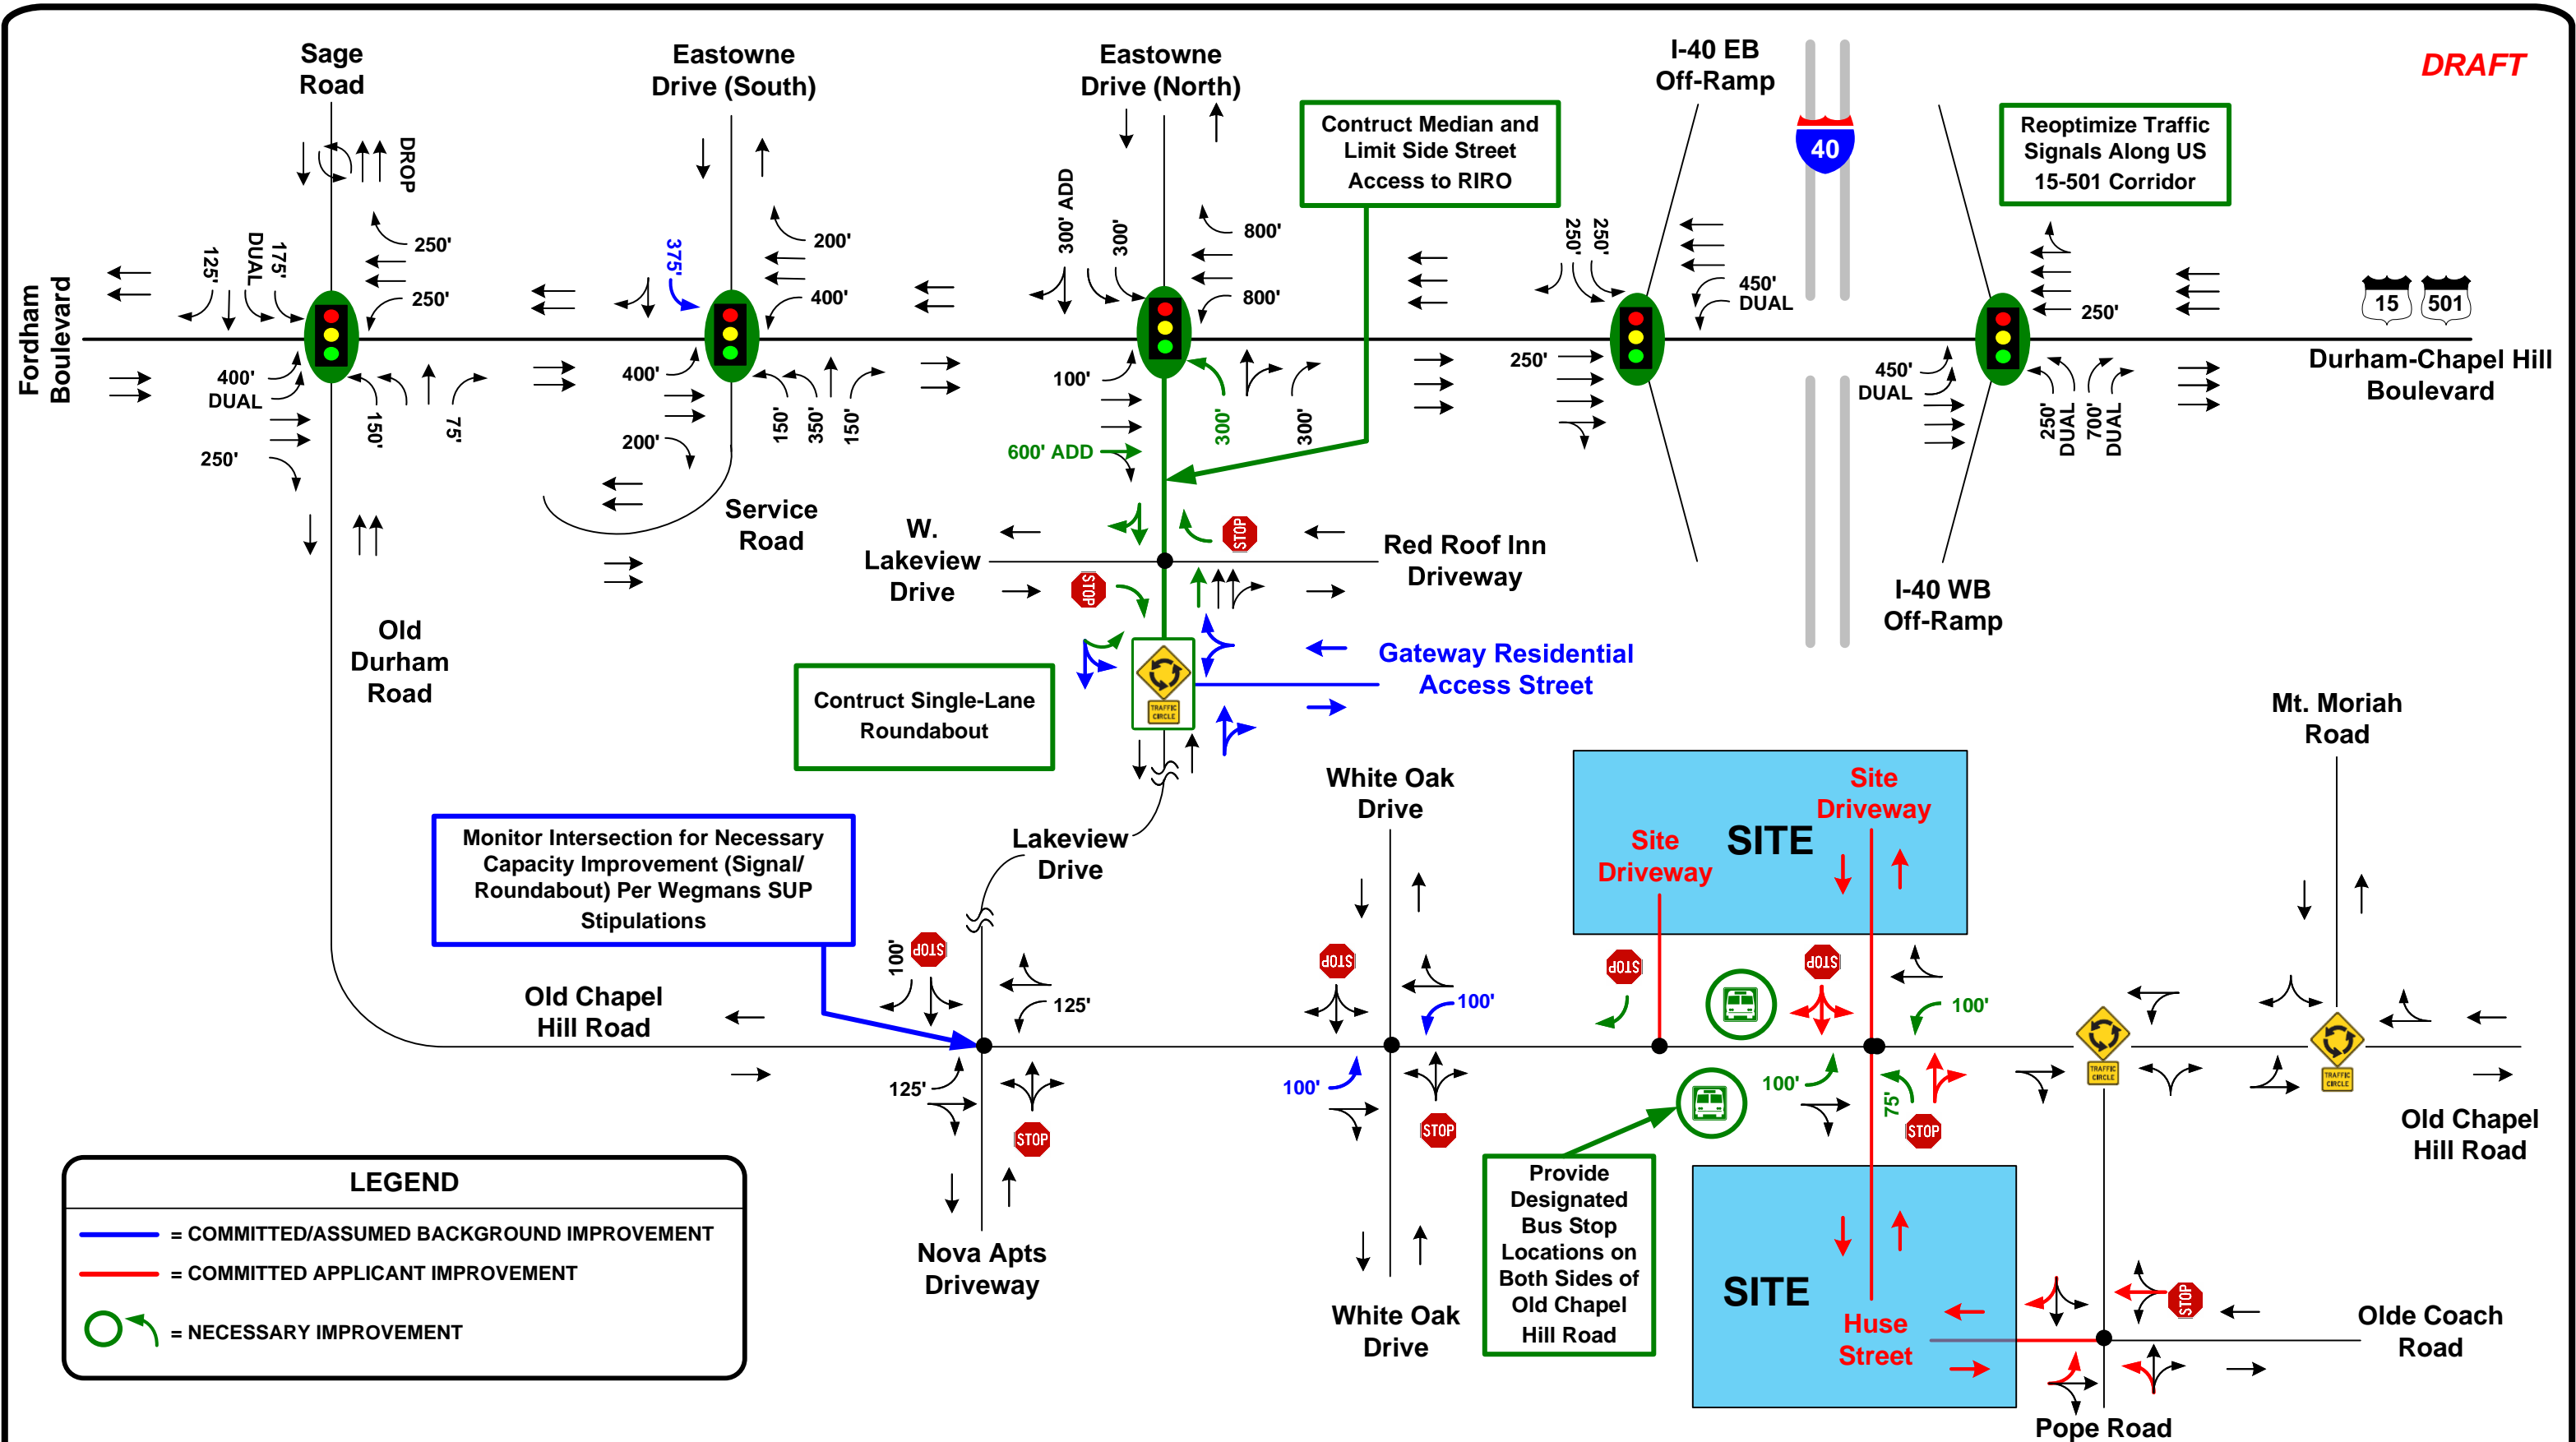 DRAFT
Sage
Road
Eastowne
Drive (South)
Eastowne
Drive (North)
I-40 EB
Off-Ramp
40
Contruct Median and
Limit Side Street
Access to RIRO
Reoptimize Traffic
Signals Along US
15-501 Corridor
DROP
125'
DUAL
175'
250'
250'
375'
200'
400'
300' ADD
300'
800'
800'
250'
250'
450'
DUAL
250'
15
501
Fordham
Boulevard
Durham-Chapel Hill
Boulevard
400'
DUAL
250'
150'
75'
400'
200'
150'
350'
150'
100'
600' ADD
300'
300'
250'
450'
DUAL
250'
DUAL
700'
DUAL
Service
Road
W.
Lakeview
Drive
STOP
STOP
Red Roof Inn
Driveway
I-40 WB
Off-Ramp
Old
Durham
Road
Contruct Single-Lane
Roundabout
TRAFFIC
CIRCLE
Gateway Residential
Access Street
Mt. Moriah
Road
White Oak
Drive
Site
Driveway
SITE
Site
Driveway
Monitor Intersection for Necessary
Capacity Improvement (Signal/
Roundabout) Per Wegmans SUP
Stipulations
Lakeview
Drive
100'
STOP
125'
STOP
100'
STOP
STOP
100'
Old Chapel
Hill Road
125'
STOP
100'
STOP
100'
75'
STOP
TRAFFIC
CIRCLE
TRAFFIC
CIRCLE
Old Chapel
Hill Road
Nova Apts
Driveway
White Oak
Drive
Provide
Designated
Bus Stop
Locations on
Both Sides of
Old Chapel
Hill Road
SITE
Huse
Street
STOP
Olde Coach
Road
Pope Road
LEGEND
= COMMITTED/ASSUMED BACKGROUND IMPROVEMENT
= COMMITTED APPLICANT IMPROVEMENT
= NECESSARY IMPROVEMENT